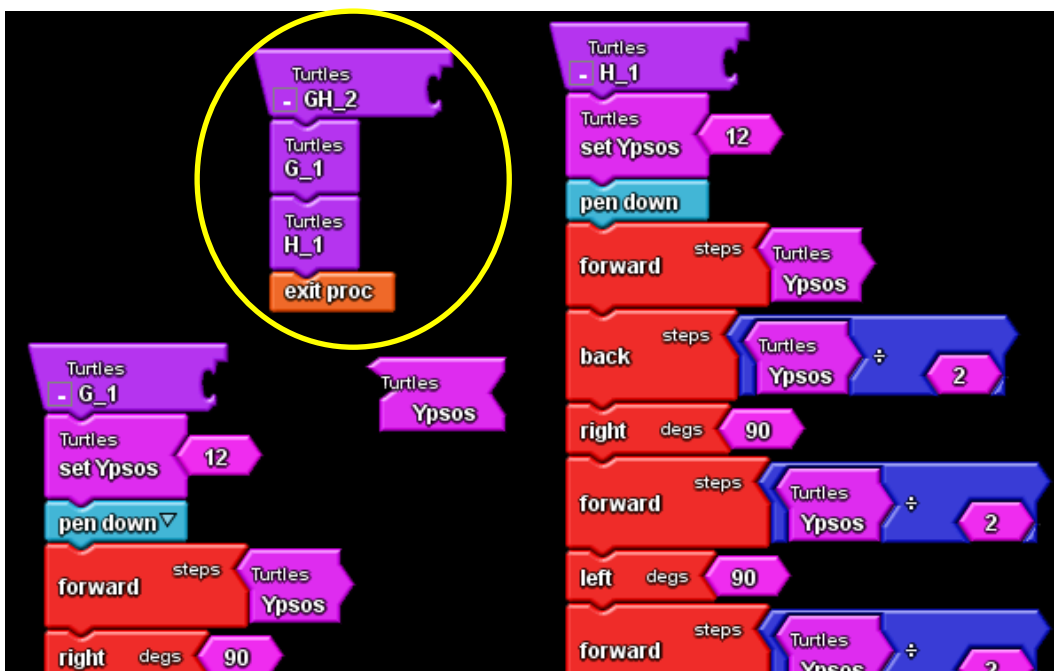 Turtles
- GH_2
Turtles
G_1
Turtles
H_1
exit proc
Turtles
- G_1
Turtles
set Ypsos 12
pen down
forward steps Turtles Ypsos
right degs 90
Turtles
Ypsos
Turtles
- H_1
Turtles
set Ypsos 12
pen down
forward steps Turtles Ypsos
back steps Turtles Ypsos ÷ 2
right degs 90
forward steps Turtles Ypsos ÷ 2
left degs 90
forward steps Turtles Ypsos ÷ 2